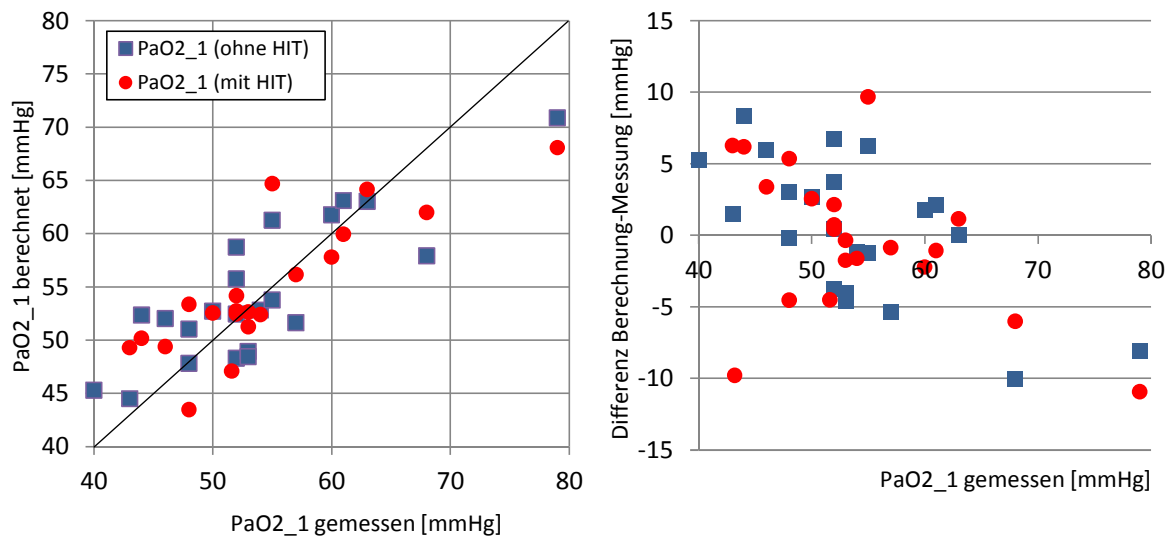 80
75
70
65
60
55
50
45
40
PaO2_1 berechnet [mmHg]
PaO2_1 (ohne HIT)
PaO2_1 (mit HIT)
40 50 60 70 80
PaO2_1 gemessen [mmHg]
15
10
5
0
-5
-10
-15
Differenz Berechnung-Messung [mmHg]
40 50 60 70 80
PaO2_1 gemessen [mmHg]